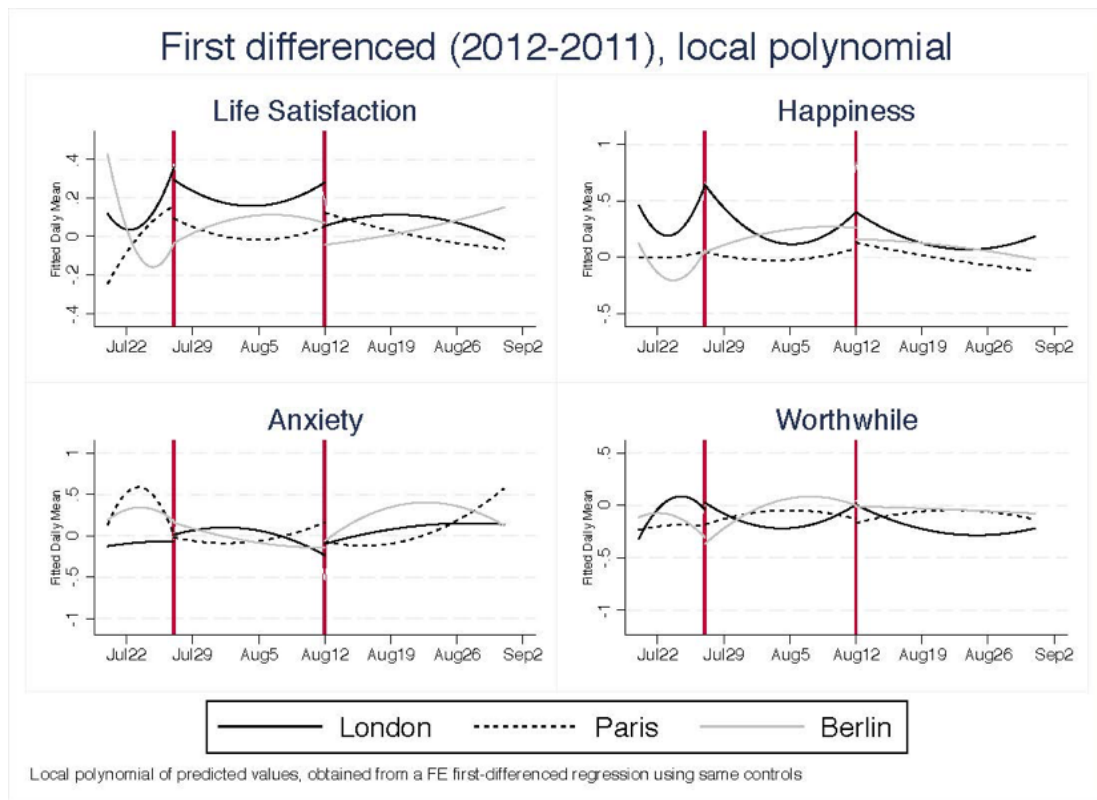 First differenced (2012-2011), local polynomial
Life Satisfaction
Fitted Daily Mean
.4
.2
0
-.2
-.4
Jul22 Jul29 Aug5 Aug12 Aug19 Aug26 Sep2
Happiness
Fitted Daily Mean
1
.5
0
-.5
Jul22 Jul29 Aug5 Aug12 Aug19 Aug26 Sep2
Anxiety
Fitted Daily Mean
1
.5
0
-.5
-1
Jul22 Jul29 Aug5 Aug12 Aug19 Aug26 Sep2
Worthwhile
Fitted Daily Mean
.5
0
-.5
-1
Jul22 Jul29 Aug5 Aug12 Aug19 Aug26 Sep2
London Paris Berlin
Local polynomial of predicted values, obtained from a FE first-differenced regression using same controls